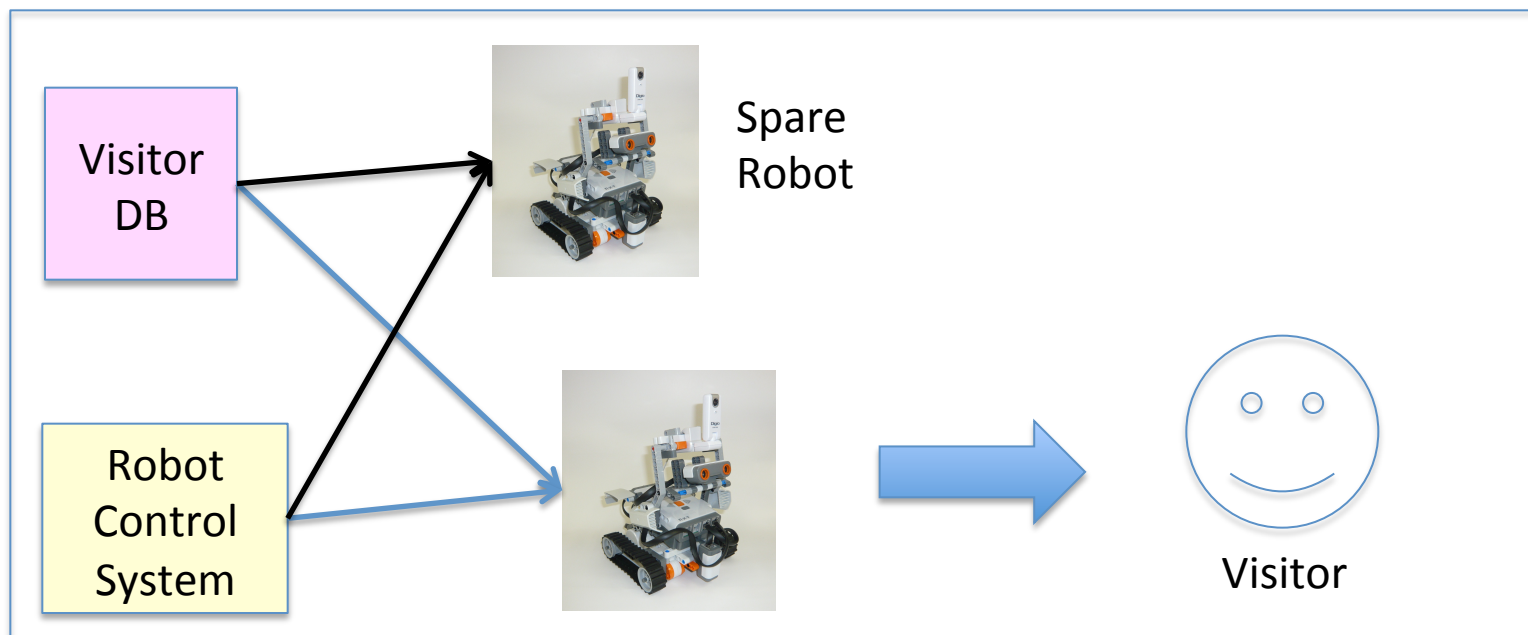 Visitor
DB
Spare
Robot
Robot
Control
System
Visitor